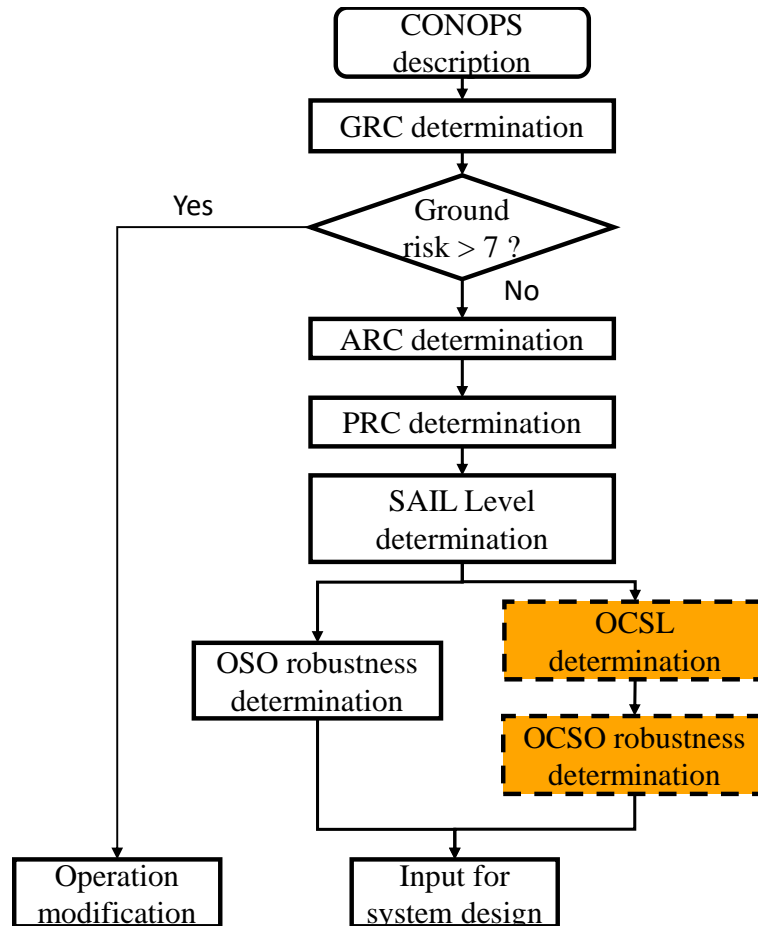 CONOPS
description
GRC determination
Yes
Ground
risk > 7 ?
No
ARC determination
PRC determination
SAIL Level
determination
OSO robustness
determination
OCSL
determination
OCSO robustness
determination
Operation
modification
Input for
system design